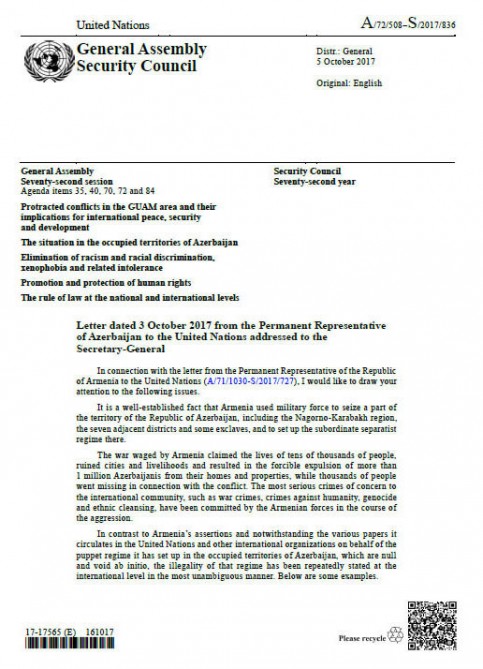 United Nations A/72/508–S/2017/836
General Assembly
Security Council
Distr.: General
5 October 2017
Original: English
General Assembly
Seventy-second session
Agenda items 35, 40, 70, 72 and 84
Security Council
Seventy-second year
Protracted conflicts in the GUAM area and their
implications for international peace, security
and development
The situation in the occupied territories of Azerbaijan
Elimination of racism and racial discrimination,
xenophobia and related intolerance
Promotion and protection of human rights
The rule of law at the national and international levels
Letter dated 3 October 2017 from the Permanent Representative
of Azerbaijan to the United Nations addressed to the
Secretary-General
In connection with the letter from the Permanent Representative of the Republic
of Armenia to the United Nations (A/71/1030-S/2017/727), I would like to draw your
attention to the following issues.
It is a well-established fact that Armenia used military force to seize a part of
the territory of the Republic of Azerbaijan, including the Nagorno-Karabakh region,
the seven adjacent districts and some exclaves, and to set up the subordinate separatist
regime there.
The war waged by Armenia claimed the lives of tens of thousands of people,
ruined cities and livelihoods and resulted in the forcible expulsion of more than
1 million Azerbaijanis from their homes and properties, while thousands of people
went missing in connection with the conflict. The most serious crimes of concern to
the international community, such as war crimes, crimes against humanity, genocide
and ethnic cleansing, have been committed by the Armenian forces in the course of
the aggression.
In contrast to Armenia's assertions and notwithstanding the various papers it
circulates in the United Nations and other international organizations on behalf of the
puppet regime it has set up in the occupied territories of Azerbaijan, which are null
and void ab initio, the illegality of that regime has been repeatedly stated at the
international level in the most unambiguous manner. Below are some examples.
17-17565 (E) 161017
Please recycle